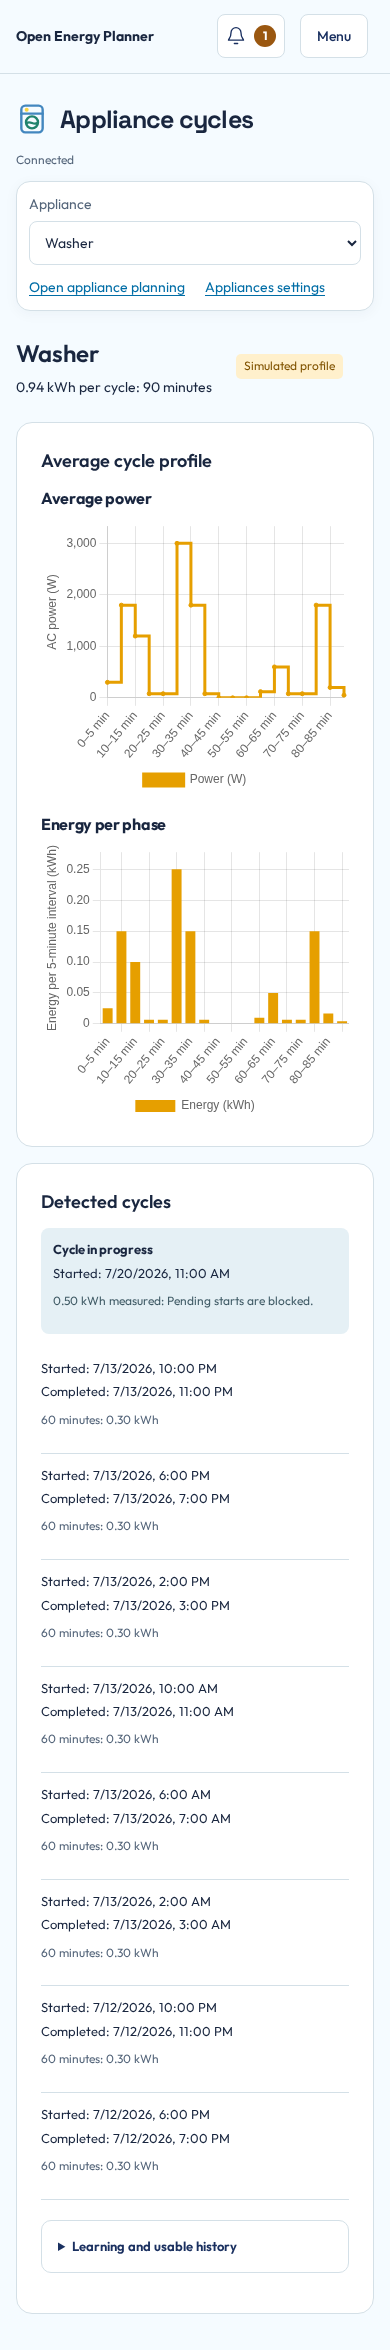 Open Energy Planner
1
Menu
Appliance cycles
Connected
Appliance
Washer
Open appliance planning Appliances settings
Washer
0.94 kWh per cycle: 90 minutes
Simulated profile
Average cycle profile
Average power
AC power (W)
3,000
2,000
1,000
0
0–5 min
10–15 min
20–25 min
30–35 min
40–45 min
50–55 min
60–65 min
70–75 min
80–85 min
Power (W)
Energy per phase
Energy per 5-minute interval (kWh)
0.25
0.20
0.15
0.10
0.05
0
0–5 min
10–15 min
20–25 min
30–35 min
40–45 min
50–55 min
60–65 min
70–75 min
80–85 min
Energy (kWh)
Detected cycles
Cycle in progress
Started: 7/20/2026, 11:00 AM
0.50 kWh measured: Pending starts are blocked.
Started: 7/13/2026, 10:00 PM
Completed: 7/13/2026, 11:00 PM
60 minutes: 0.30 kWh
Started: 7/13/2026, 6:00 PM
Completed: 7/13/2026, 7:00 PM
60 minutes: 0.30 kWh
Started: 7/13/2026, 2:00 PM
Completed: 7/13/2026, 3:00 PM
60 minutes: 0.30 kWh
Started: 7/13/2026, 10:00 AM
Completed: 7/13/2026, 11:00 AM
60 minutes: 0.30 kWh
Started: 7/13/2026, 6:00 AM
Completed: 7/13/2026, 7:00 AM
60 minutes: 0.30 kWh
Started: 7/13/2026, 2:00 AM
Completed: 7/13/2026, 3:00 AM
60 minutes: 0.30 kWh
Started: 7/12/2026, 10:00 PM
Completed: 7/12/2026, 11:00 PM
60 minutes: 0.30 kWh
Started: 7/12/2026, 6:00 PM
Completed: 7/12/2026, 7:00 PM
60 minutes: 0.30 kWh
Learning and usable history